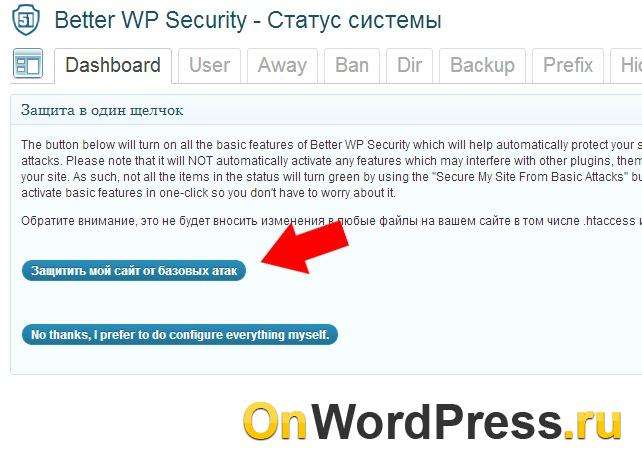 Better WP Security - Статус системы
Dashboard User Away Ban Dir Backup Prefix
Защита в один щелчок
The button below will turn on all the basic features of Better WP Security which will help automatically protect your s
attacks. Please note that it will NOT automatically activate any features which may interfere with other plugins, them
your site. As such, not all the items in the status will turn green by using the "Secure My Site From Basic Attacks" bu
activate basic features in one-click so you don't have to worry about it.
Обратите внимание, это не будет вносить изменения в любые файлы на вашем сайте в том числе .htaccess и
Защитить мой сайт от базовых атак
No thanks, I prefer to do configure everything myself.
OnWordPress.ru